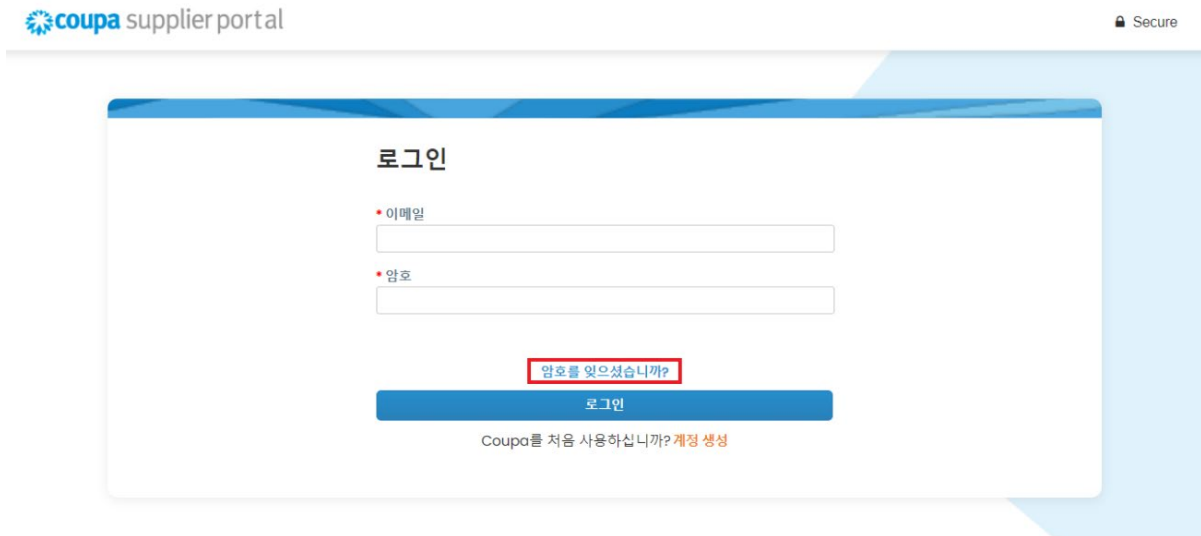 coupa supplier portal
Secure
로그인
* 이메일
* 암호
암호를 잊으셨습니까?
로그인
Coupa를 처음 사용하십니까? 계정 생성